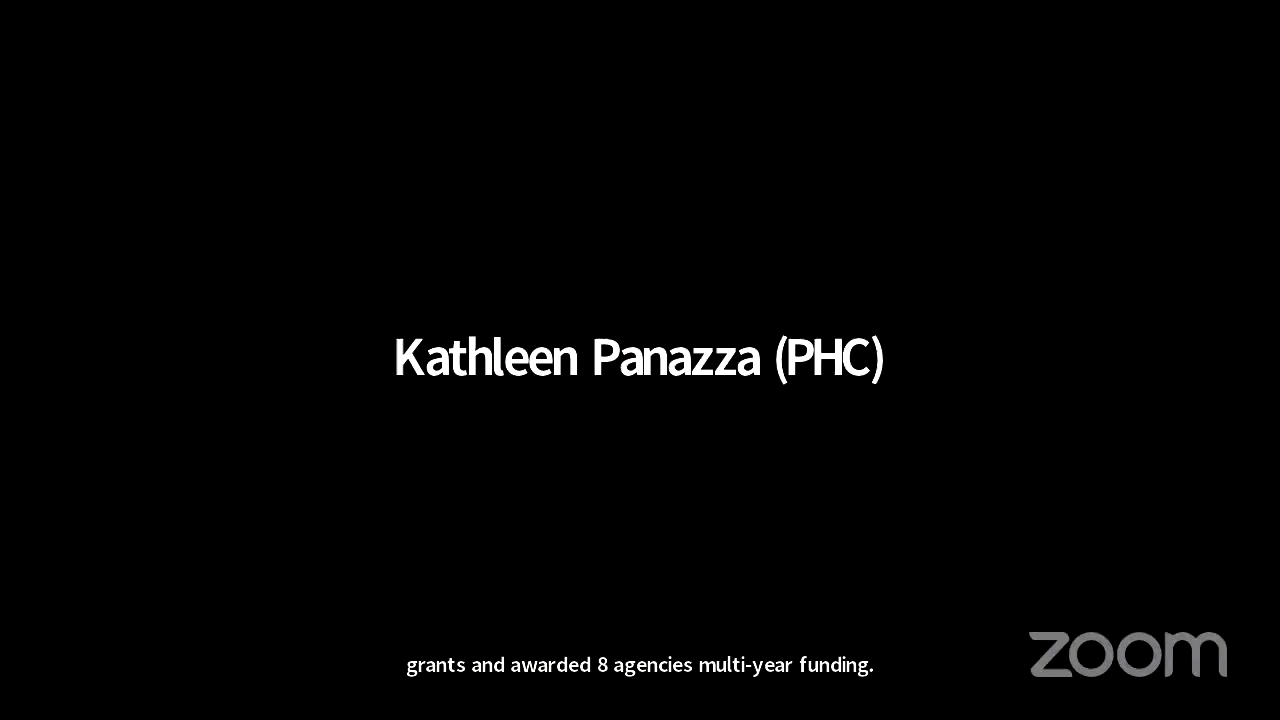 Kathleen Panazza (PHC)
grants and awarded 8 agencies multi-year funding.
zoom